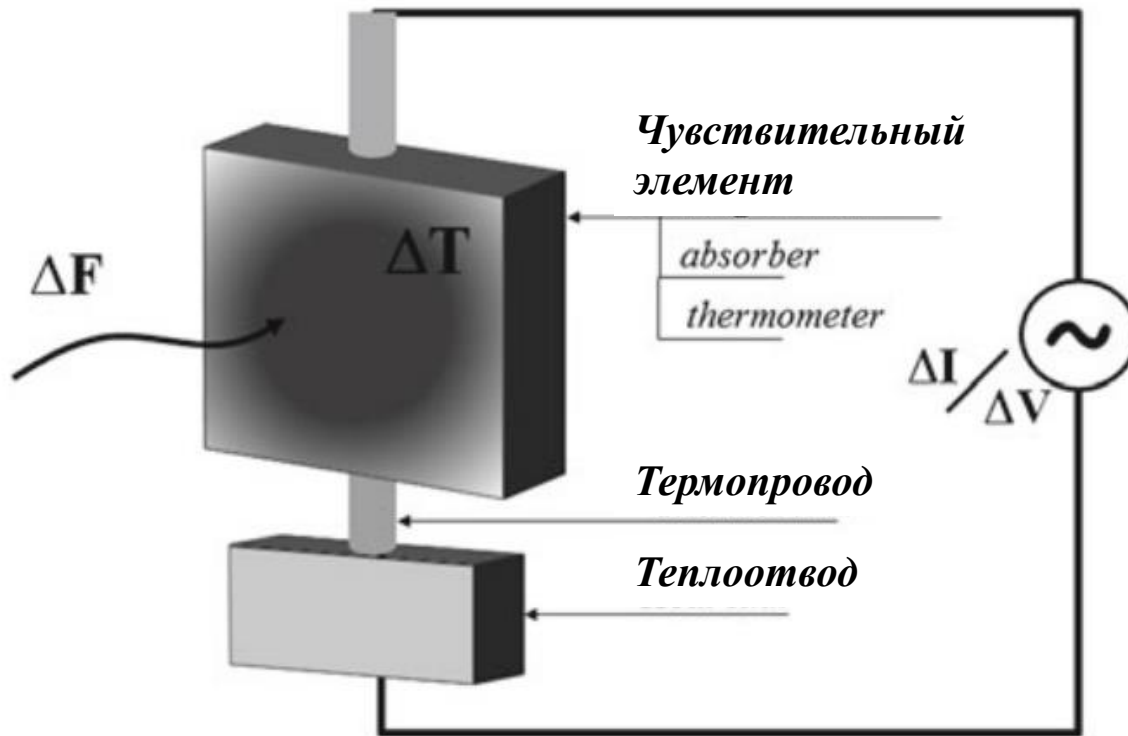 Чувствительный
элемент
absorber
thermometer
ΔF
ΔT
ΔI
ΔV
Термопровод
Теплоотвод